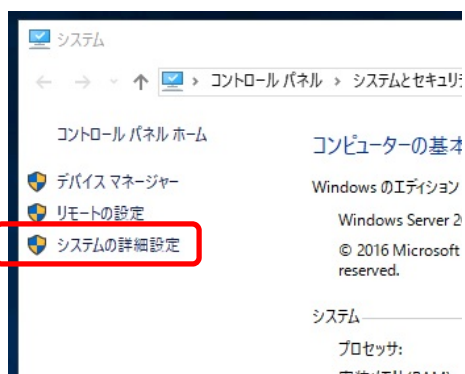 システム
コントロール パネル › システムとセキュリ
コントロール パネル ホーム
デバイス マネージャー
リモートの設定
システムの詳細設定
コンピューターの基本
Windows のエディション
Windows Server 2
© 2016 Microsoft
reserved.
システム
プロセッサ: